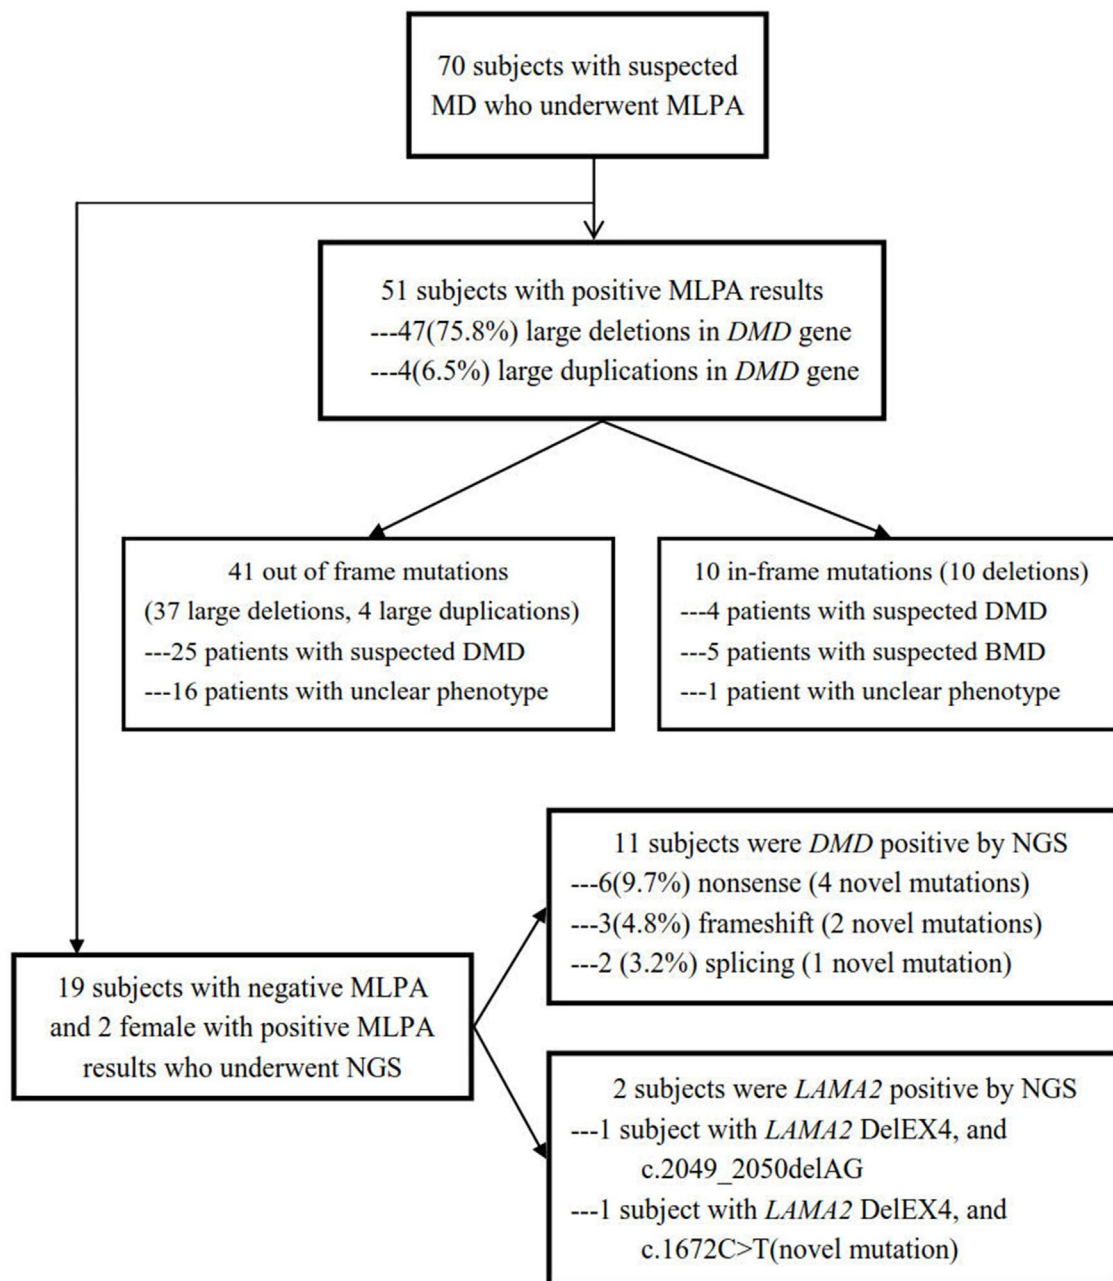 70 subjects with suspected
MD who underwent MLPA
51 subjects with positive MLPA results
---47(75.8%) large deletions in DMD gene
---4(6.5%) large duplications in DMD gene
41 out of frame mutations
(37 large deletions, 4 large duplications)
---25 patients with suspected DMD
---16 patients with unclear phenotype
10 in-frame mutations (10 deletions)
---4 patients with suspected DMD
---5 patients with suspected BMD
---1 patient with unclear phenotype
11 subjects were DMD positive by NGS
---6(9.7%) nonsense (4 novel mutations)
---3(4.8%) frameshift (2 novel mutations)
---2 (3.2%) splicing (1 novel mutation)
19 subjects with negative MLPA
and 2 female with positive MLPA
results who underwent NGS
2 subjects were LAMA2 positive by NGS
---1 subject with LAMA2 DelEX4, and
c.2049_2050delAG
---1 subject with LAMA2 DelEX4, and
c.1672C>T(novel mutation)